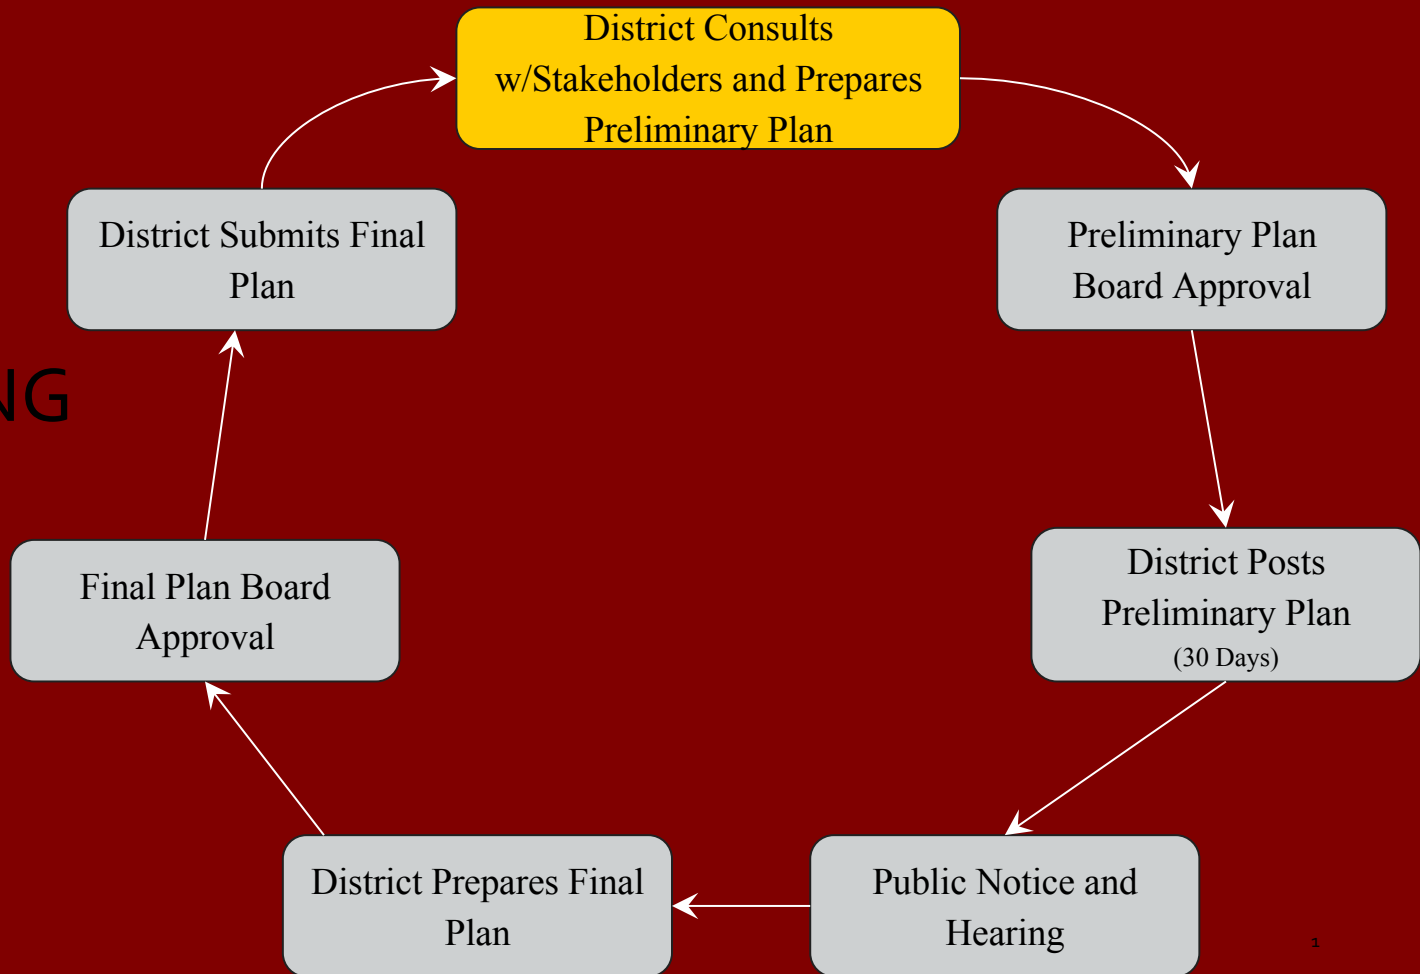 District Consults
w/Stakeholders and Prepares
Preliminary Plan
Preliminary Plan
Board Approval
District Posts
Preliminary Plan
(30 Days)
Public Notice and
Hearing
District Prepares Final
Plan
Final Plan Board
Approval
District Submits Final
Plan
NG
1